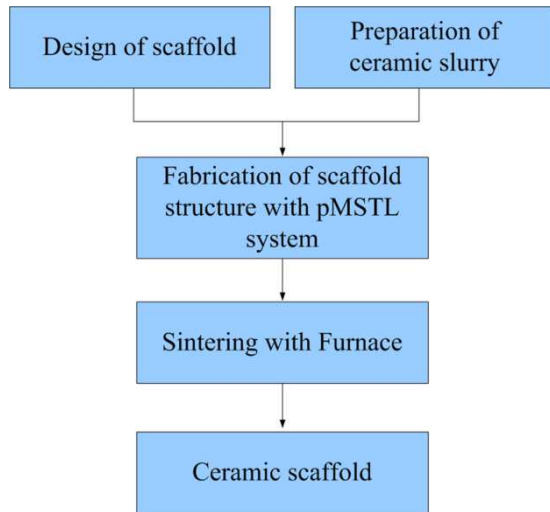 Design of scaffold
Preparation of
ceramic slurry
Fabrication of scaffold
structure with pMSTL
system
Sintering with Furnace
Ceramic scaffold